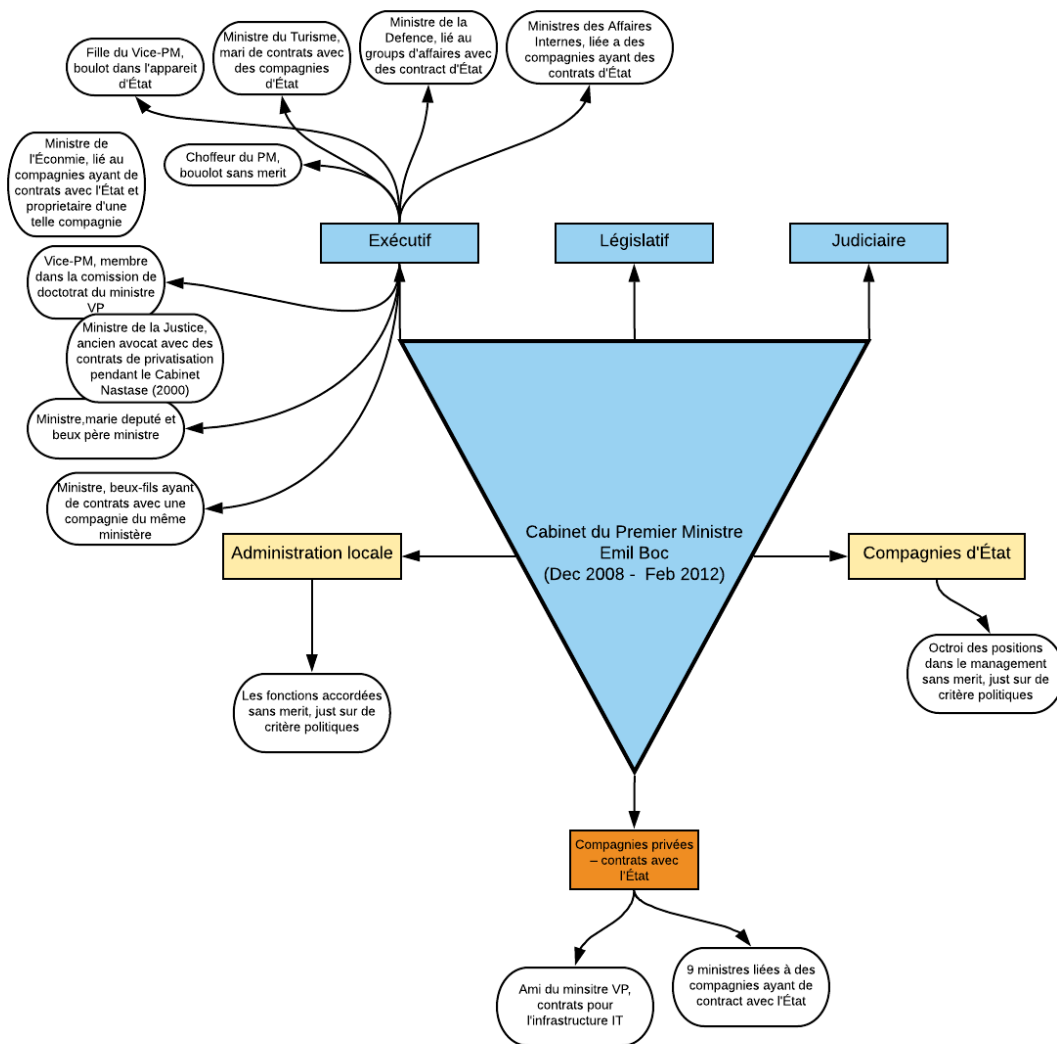 Fille du Vice-PM,
boulot dans l'appareil
d'État
Ministre du Turisme,
mari de contrats avec
des compagnies
d'État
Ministre de la
Defence, lié au
groups d'affaires avec
des contract d'État
Ministres des Affaires
Internes, liée a des
compagnies ayant des
contrats d'État
Ministre de
l'Éconmie, lié au
compagnies ayant de
contrats avec l'État et
proprietaire d'une
telle compagnie
Choffeur du PM,
bouolot sans merit
Exécutif
Législatif
Judiciaire
Vice-PM, membre
dans la comission de
doctotrat du ministre
VP
Ministre de la Justice,
ancien avocat avec des
contrats de privatisation
pendant le Cabinet
Nastase (2000)
Ministre,marie deputé et
beux père ministre
Ministre, beux-fils ayant
de contrats avec une
compagnie du même
ministère
Administration locale
Cabinet du Premier Ministre
Emil Boc
(Dec 2008 - Feb 2012)
Compagnies d'État
Les fonctions accordées
sans merit, just sur de
critère politiques
Octroi des positions
dans le management
sans merit, just sur de
critère politiques
Compagnies privées
– contrats avec
l'État
Ami du minsitre VP,
contrats pour
l'infrastructure IT
9 ministres liées à des
compagnies ayant de
contract avec l'État